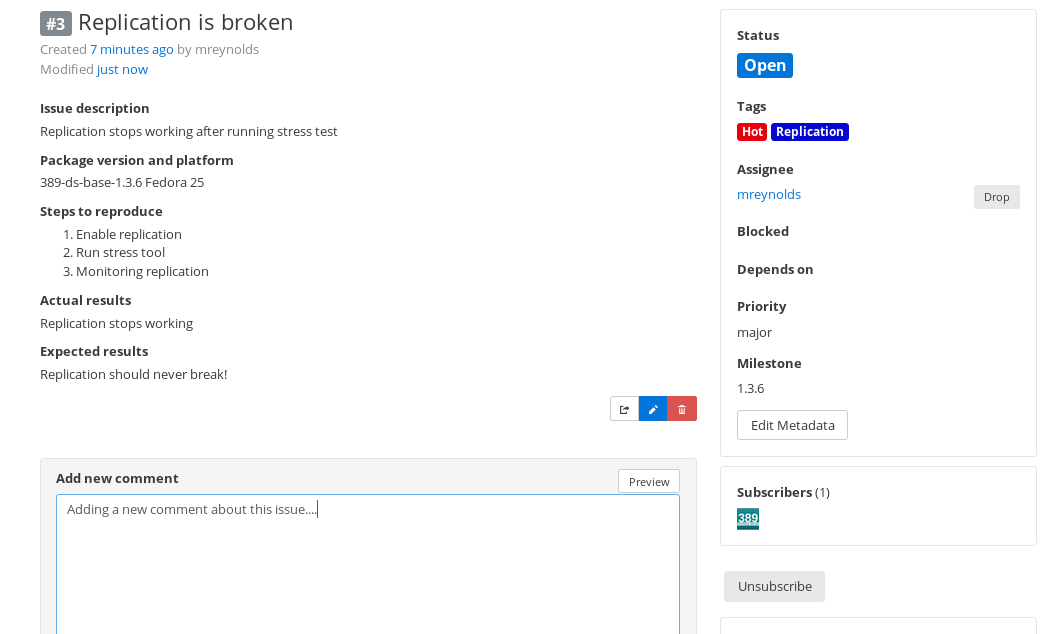 #3 Replication is broken
Created 7 minutes ago by mreynolds
Modified just now
Issue description
Replication stops working after running stress test
Package version and platform
389-ds-base-1.3.6 Fedora 25
Steps to reproduce
1. Enable replication
2. Run stress tool
3. Monitoring replication
Actual results
Replication stops working
Expected results
Replication should never break!
Add new comment
Preview
Adding a new comment about this issue....
Status
Open
Tags
Hot Replication
Assignee
mreynolds
Drop
Blocked
Depends on
Priority
major
Milestone
1.3.6
Edit Metadata
Subscribers (1)
389
Unsubscribe